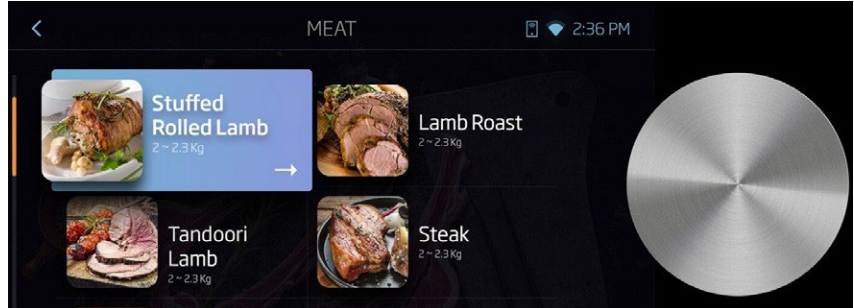 MEAT
2:36 PM
Stuffed
Rolled Lamb
2 ~ 2.3 Kg
Lamb Roast
2 ~ 2.3 Kg
Tandoori
Lamb
2 ~ 2.3 Kg
Steak
2 ~ 2.3 Kg